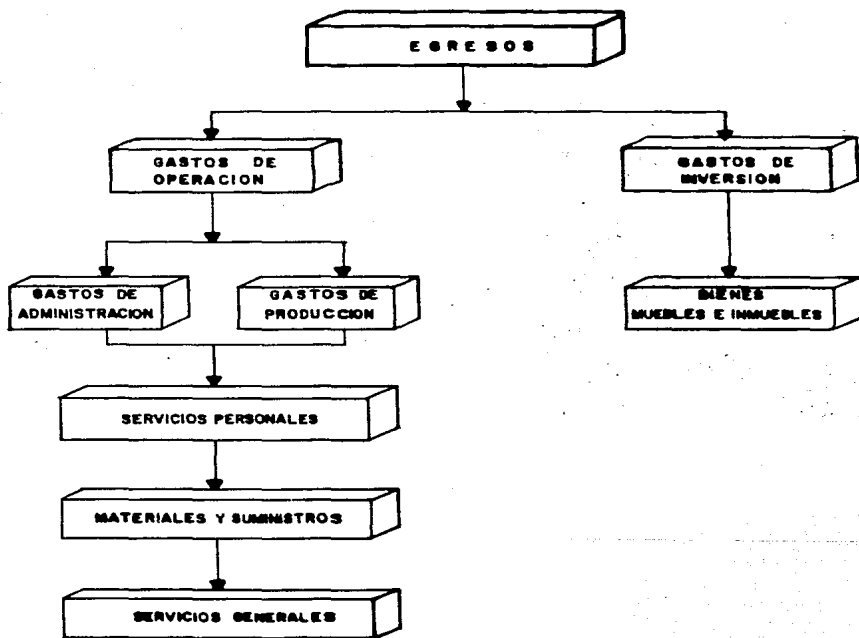 EGRESOS
GASTOS DE
OPERACION
GASTOS DE
INVERSION
GASTOS DE
ADMINISTRACION
GASTOS DE
PRODUCCION
BIENES
MUEBLES E INMUEBLES
SERVICIOS PERSONALES
MATERIALES Y SUMINISTROS
SERVICIOS GENERALES